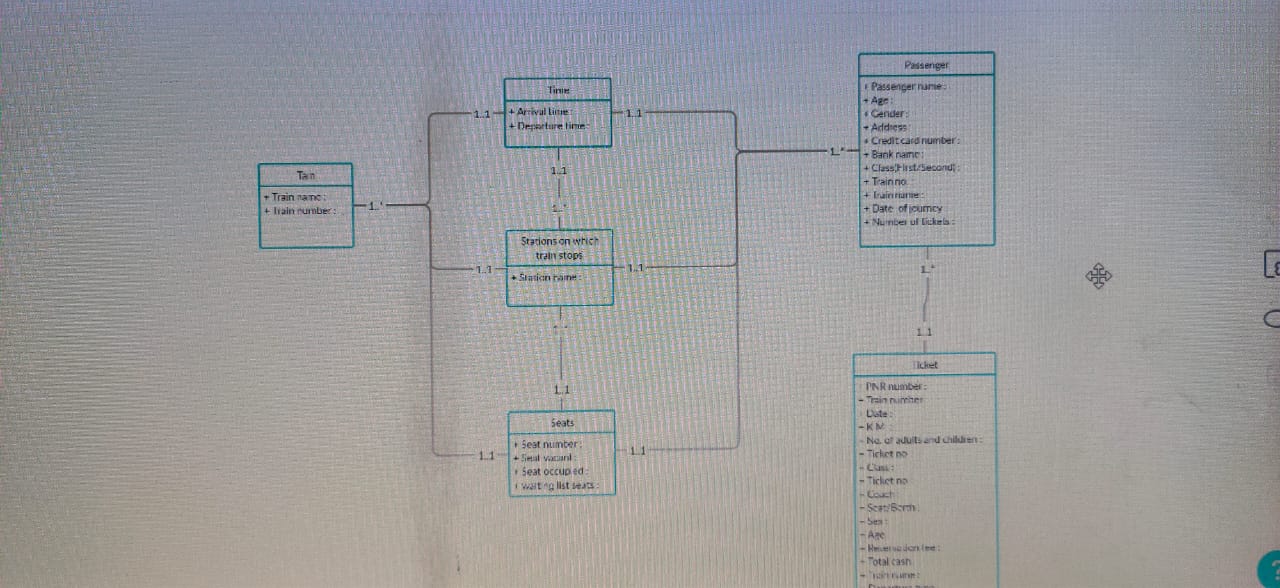 Tain
+ Train name:
+ Train number:
1..*
1..1
1..1
1..1
Time
+ Arrival time:
+ Departure time:
1..1
1..1
Stations on which
train stops
+ Station name:
1..1
1..1
Seats
+ Seat number:
+ Seat vacant:
+ Seat occupied:
+ waiting list seats:
1..1
1..*
Passenger
+ Passenger name:
+ Age:
+ Gender:
+ Address:
+ Credit card number:
+ Bank name:
+ Class(First/Second):
+ Train no
+ train name:
+ Date of journey
+ Number of tickets:
1..*
1..1
Ticket
PNR number:
- Train number
Date:
- KM:
- No. of adults and children:
- Ticket no
- Class:
- Ticket no
- Couch
- Seat/Berth
- Sex:
- Age
- Reservation fee:
- Total cash
- Train name: